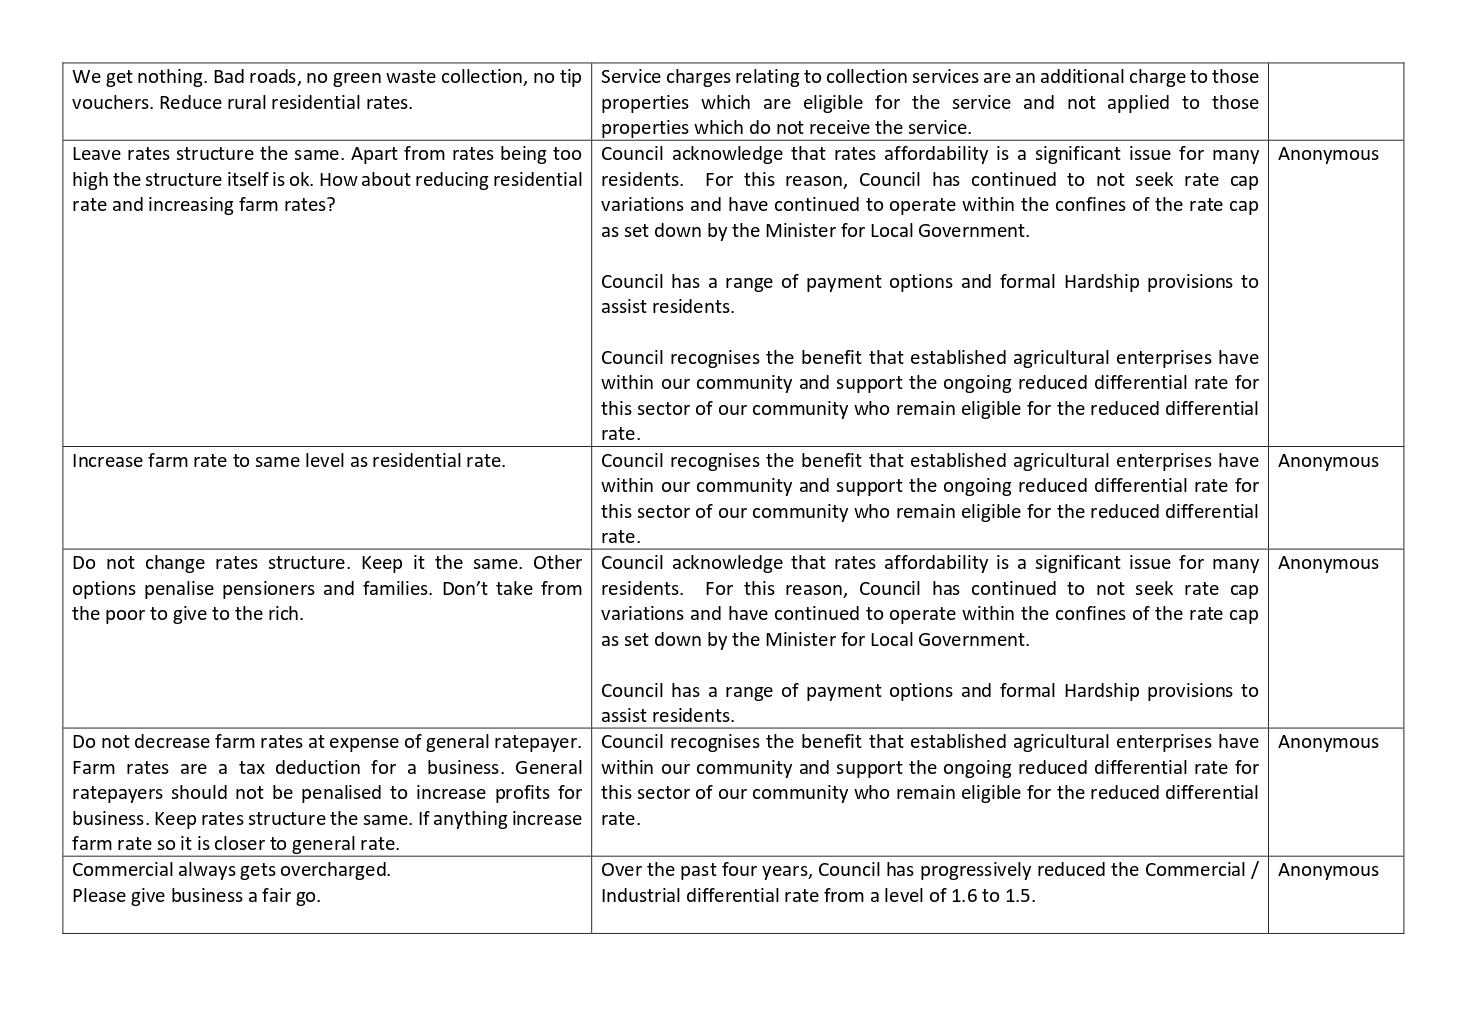 We get nothing. Bad roads, no green waste collection, no tip
vouchers. Reduce rural residential rates.
Service charges relating to collection services are an additional charge to those
properties which are eligible for the service and not applied to those
properties which do not receive the service.
Leave rates structure the same. Apart from rates being too
high the structure itself is ok. How about reducing residential
rate and increasing farm rates?
Council acknowledge that rates affordability is a significant issue for many
residents. For this reason, Council has continued to not seek rate cap
variations and have continued to operate within the confines of the rate cap
as set down by the Minister for Local Government.
Council has a range of payment options and formal Hardship provisions to
assist residents.
Council recognises the benefit that established agricultural enterprises have
within our community and support the ongoing reduced differential rate for
this sector of our community who remain eligible for the reduced differential
rate.
Anonymous
Increase farm rate to same level as residential rate.
Council recognises the benefit that established agricultural enterprises have
within our community and support the ongoing reduced differential rate for
this sector of our community who remain eligible for the reduced differential
rate.
Anonymous
Do not change rates structure. Keep it the same. Other
options penalise pensioners and families. Don’t take from
the poor to give to the rich.
Council acknowledge that rates affordability is a significant issue for many
residents. For this reason, Council has continued to not seek rate cap
variations and have continued to operate within the confines of the rate cap
as set down by the Minister for Local Government.
Council has a range of payment options and formal Hardship provisions to
assist residents.
Anonymous
Do not decrease farm rates at expense of general ratepayer.
Farm rates are a tax deduction for a business. General
ratepayers should not be penalised to increase profits for
business. Keep rates structure the same. If anything increase
farm rate so it is closer to general rate.
Council recognises the benefit that established agricultural enterprises have
within our community and support the ongoing reduced differential rate for
this sector of our community who remain eligible for the reduced differential
rate.
Anonymous
Commercial always gets overcharged.
Please give business a fair go.
Over the past four years, Council has progressively reduced the Commercial /
Industrial differential rate from a level of 1.6 to 1.5.
Anonymous